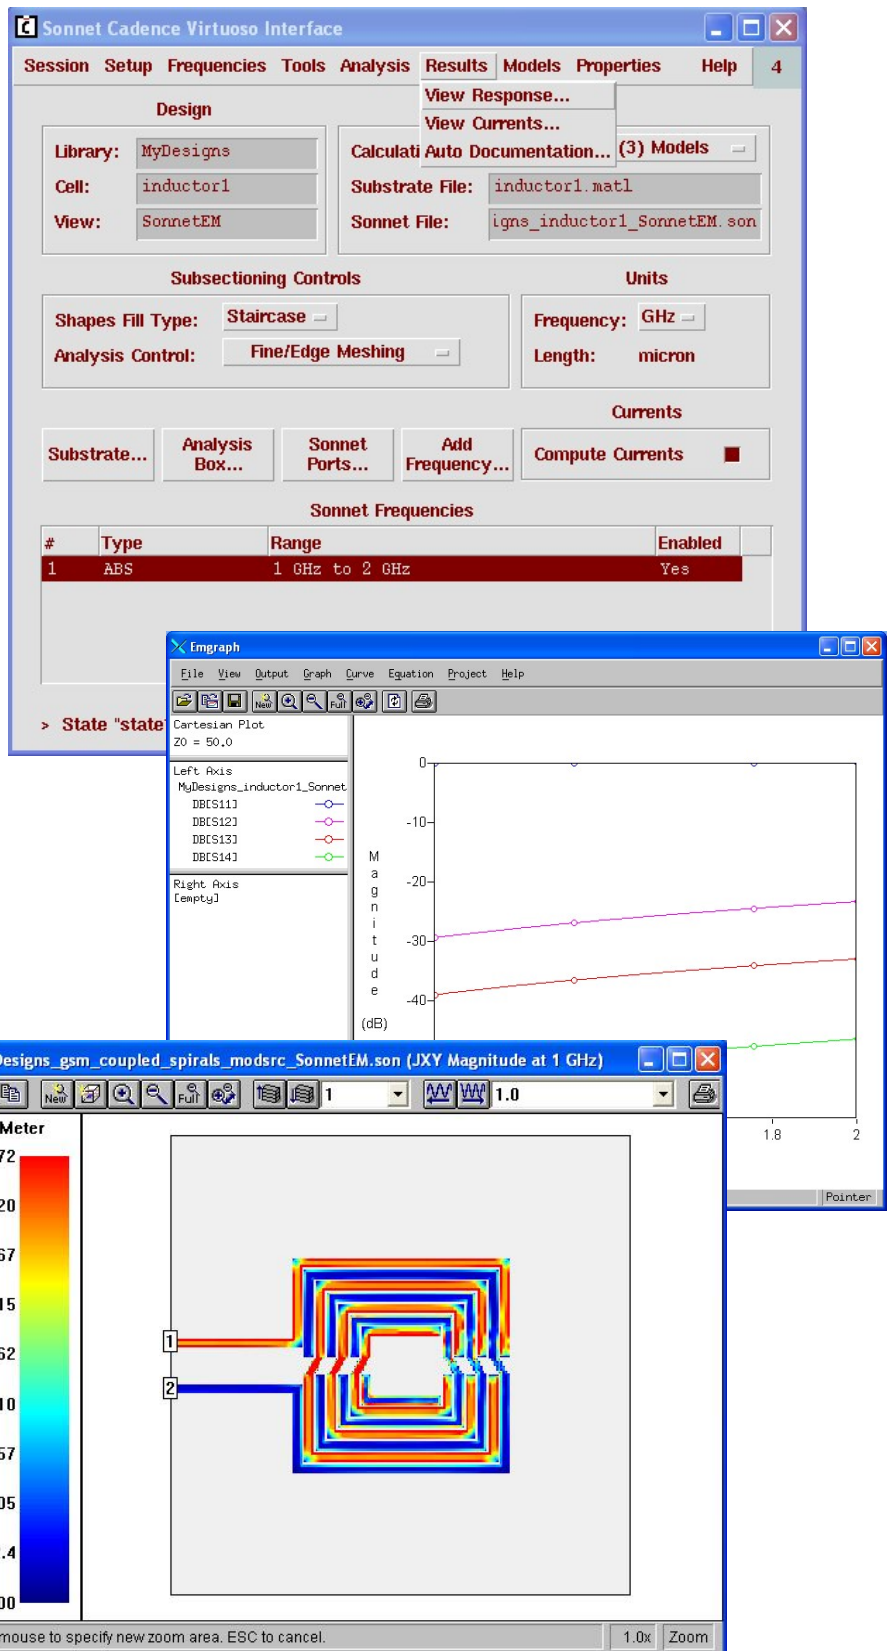 Sonnet Cadence Virtuoso Interface
Session Setup Frequencies Tools Analysis Results Models Properties Help 4
View Response...
View Currents...
Auto Documentation...
Design
Library: MyDesigns
Cell: inductor1
View: SonnetEM
(3) Models
Substrate File: inductor1.matl
Sonnet File: igns_inductor1_SonnetEM.son
Subsectioning Controls
Shapes Fill Type: Staircase
Analysis Control: Fine/Edge Meshing
Units
Frequency: GHz
Length: micron
Substrate...
Analysis Box...
Sonnet Ports...
Add Frequency...
Currents
Compute Currents
Sonnet Frequencies
# Type Range Enabled
1 ABS 1 GHz to 2 GHz Yes
> State "state"
Emgraph
File View Output Graph Curve Equation Project Help
New Full
Cartesian Plot
Z0 = 50.0
Left Axis
MyDesigns_inductor1_Sonnet
DB[S11]
DB[S12]
DB[S13]
DB[S14]
Right Axis
[empty]
Magnitude
(dB)
0
-10
-20
-30
-40
1.8 2
Pointer
Designs_gsm_coupled_spirals_modsrc_SonnetEM.son (JXY Magnitude at 1 GHz)
New Full 1 1.0
Meter
72
20
67
15
62
10
57
05
.4
00
1
2
mouse to specify new zoom area. ESC to cancel.
1.0x Zoom